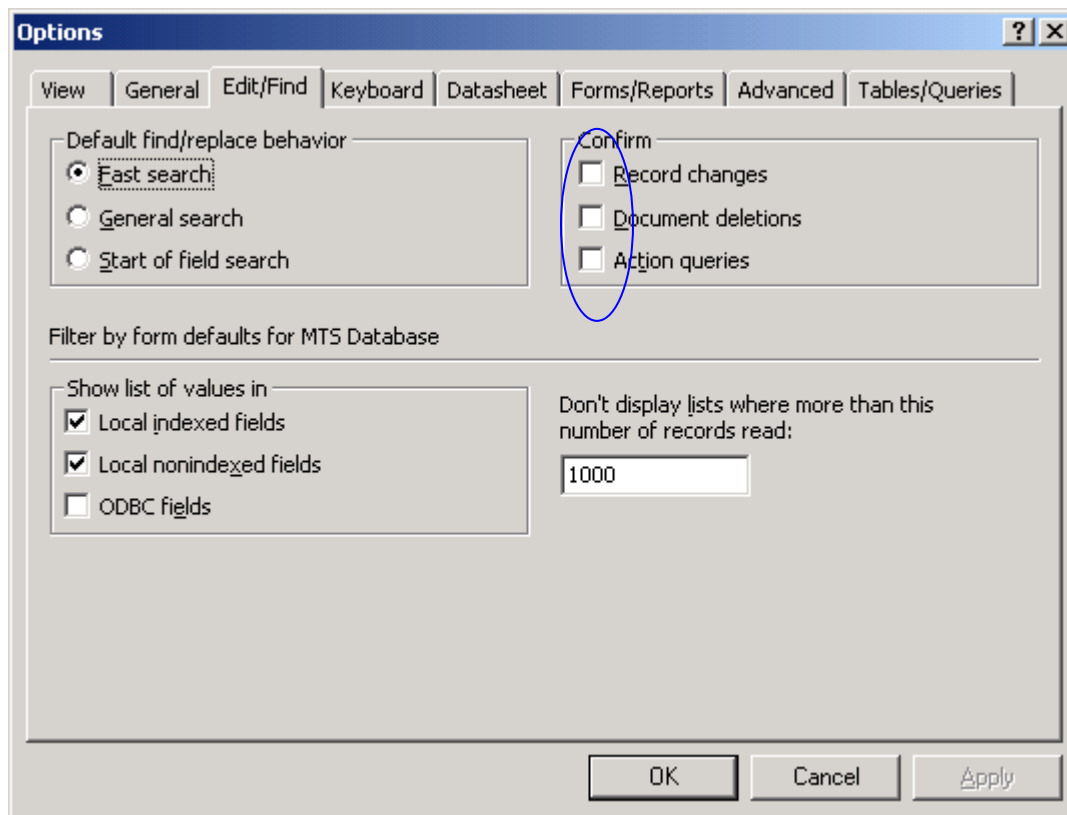 Options
View General Edit/Find Keyboard Datasheet Forms/Reports Advanced Tables/Queries
Default find/replace behavior
Fast search
General search
Start of field search
Confirm
Record changes
Document deletions
Action queries
Filter by form defaults for MTS Database
Show list of values in
Local indexed fields
Local nonindexed fields
ODBC fields
Don't display lists where more than this
number of records read:
1000
OK Cancel Apply